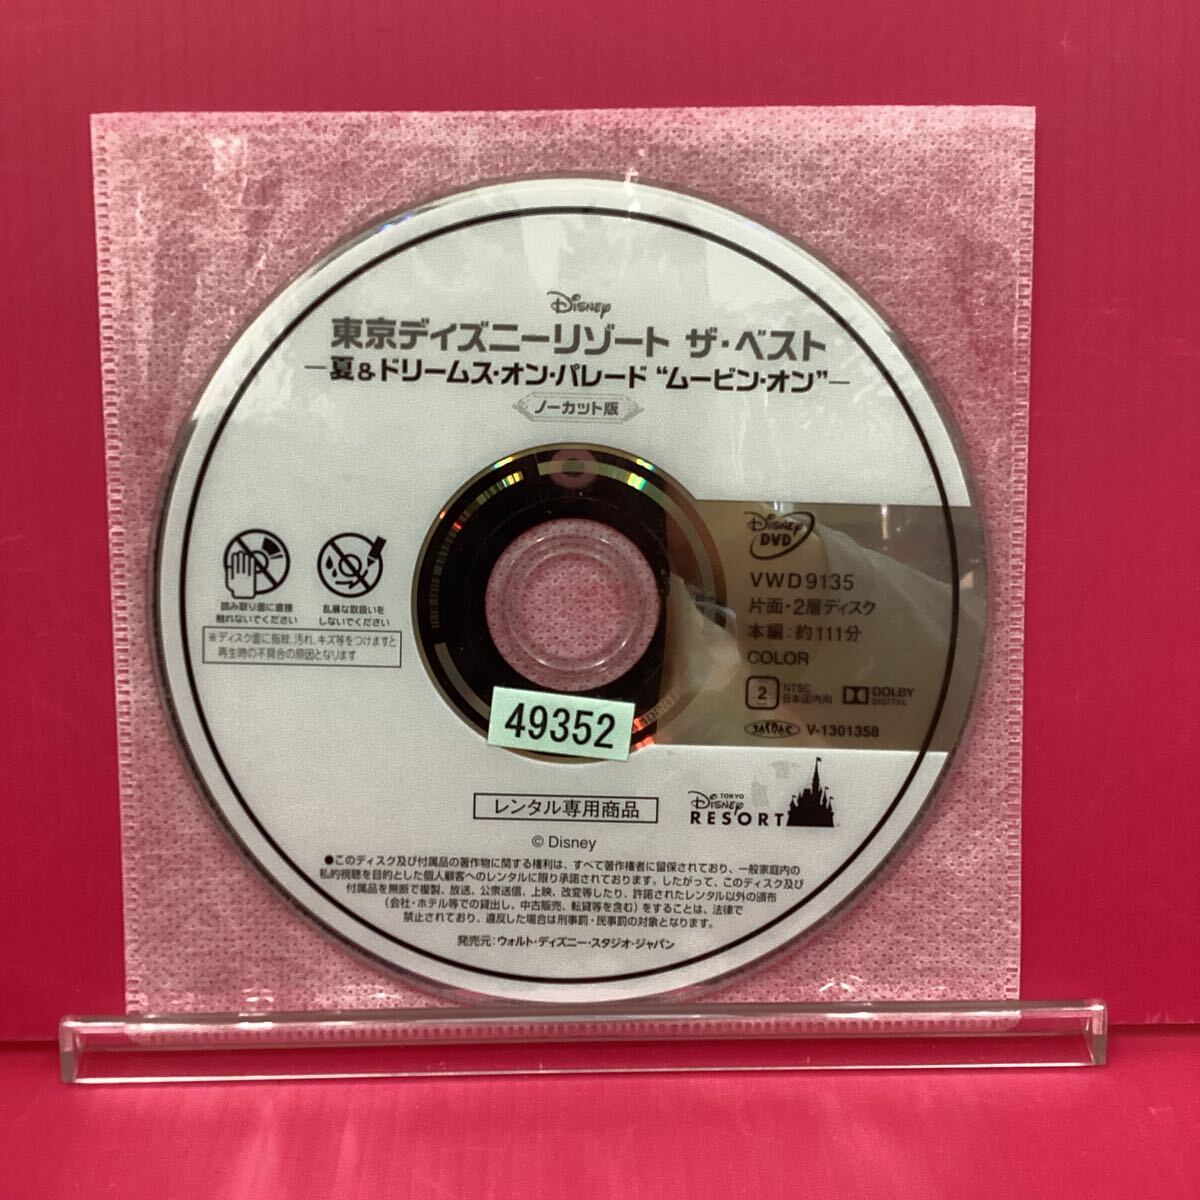 Disney
東京ディズニーリゾート ザ・ベスト
－夏＆ドリームス・オン・パレード “ムービン・オン”－
ノーカット版
読み取り面に直接
触れないでください
乱暴な取扱いを
しないでください
※ディスク面に指紋、汚れ、キズ等をつけますと
再生時の不具合の原因となります
Disney
DVD
VWD9135
片面・2層ディスク
本編：約111分
COLOR
2
NTSC
日本国内向
DOLBY
DIGITAL
JASRAC V-1301358
49352
レンタル専用商品
TOKYO
Disney
RESORT
© Disney
●このディスク及び付属品の著作物に関する権利は、すべて著作権者に留保されており、一般家庭内の
私的視聴を目的とした個人顧客へのレンタルに限り承諾されております。したがって、このディスク及び
付属品を無断で複製、放送、公衆送信、上映、改変等したり、許諾されたレンタル以外の頒布
（会社・ホテル等での貸出し、中古販売、転貸等を含む）をすることは、法律で
禁止されており、違反した場合は刑事罰・民事罰の対象となります。
発売元：ウォルト・ディズニー・スタジオ・ジャパン